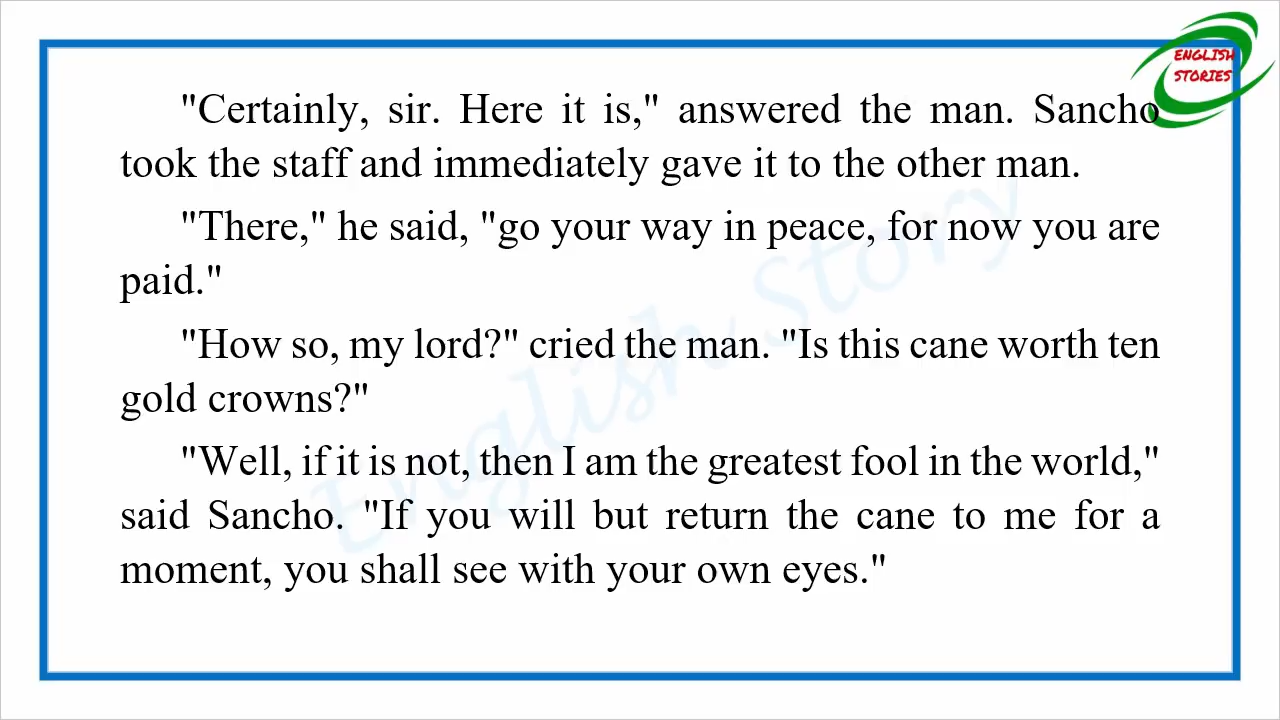 ENGLISH
STORIES
"Certainly, sir. Here it is," answered the man. Sancho
took the staff and immediately gave it to the other man.
"There," he said, "go your way in peace, for now you are
paid."
"How so, my lord?" cried the man. "Is this cane worth ten
gold crowns?"
"Well, if it is not, then I am the greatest fool in the world,"
said Sancho. "If you will but return the cane to me for a
moment, you shall see with your own eyes."
English Story